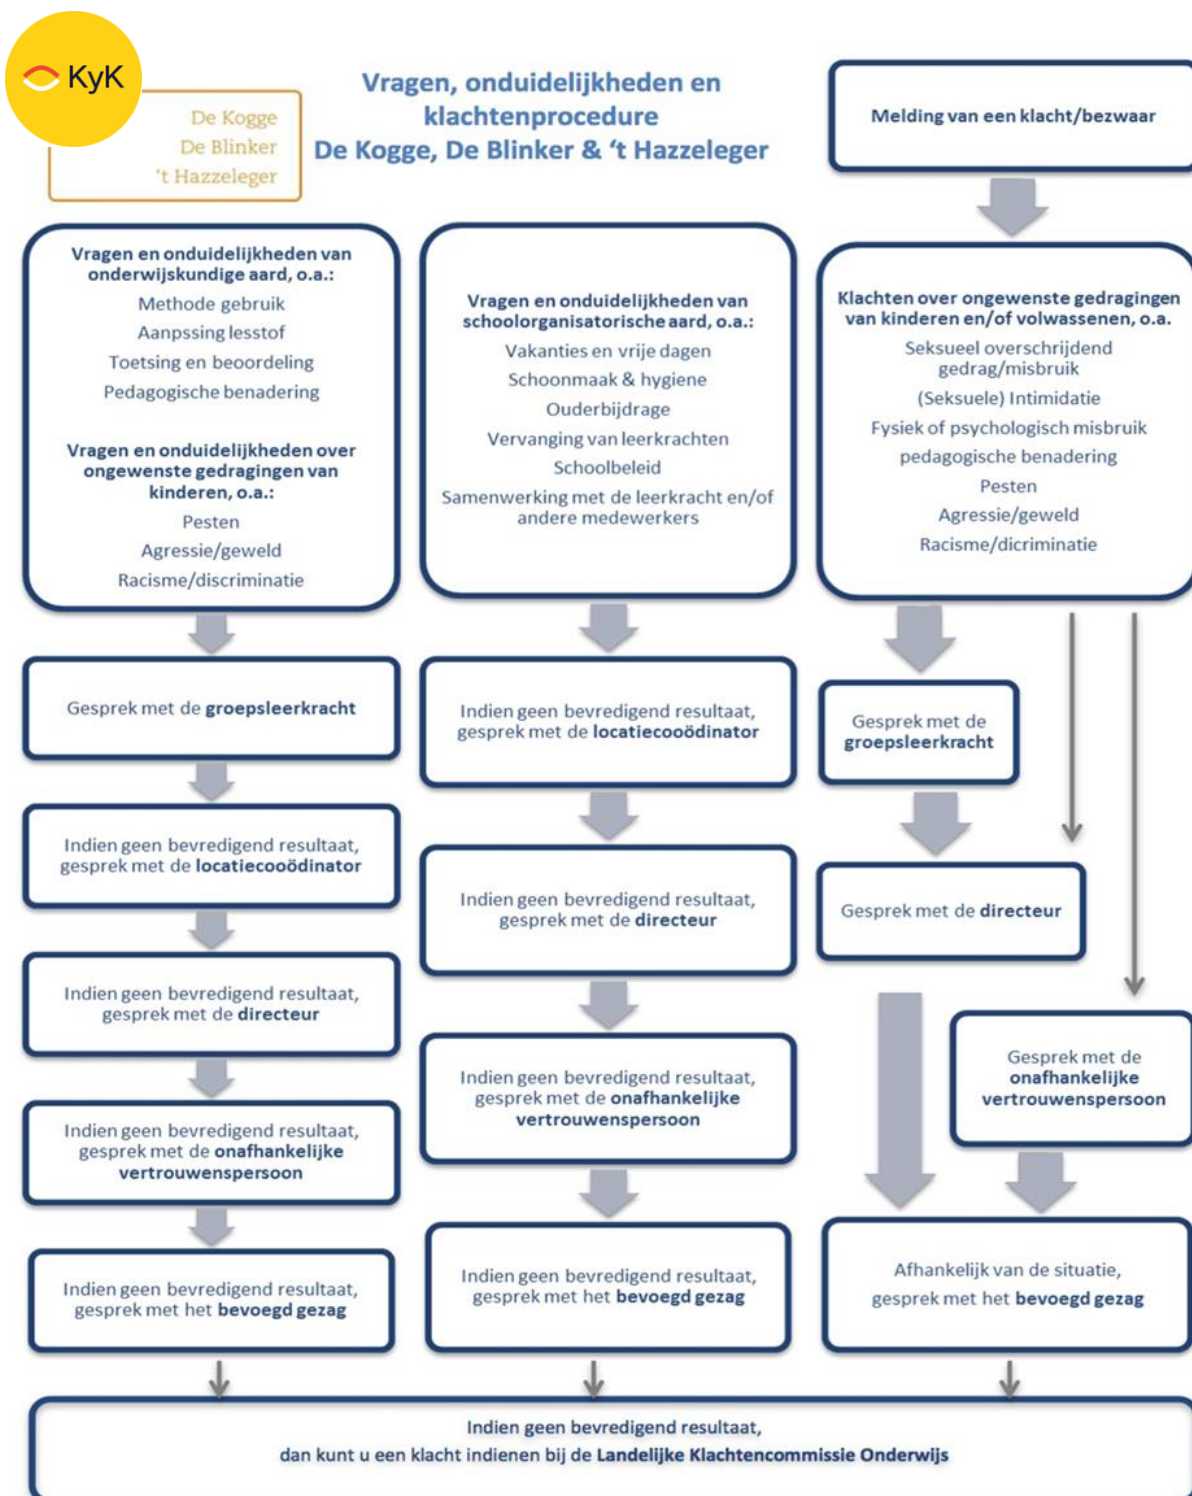 KyK
De Kogge
De Blinker
‘t Hazzeleger
Vragen, onduidelijkheden en
klachtenprocedure
De Kogge, De Blinker & ‘t Hazzeleger
Melding van een klacht/bezwaar
Vragen en onduidelijkheden van
onderwijskundige aard, o.a.:
Methode gebruik
Aanpssing lesstof
Toetsing en beoordeling
Pedagogische benadering
Vragen en onduidelijkheden over
ongewenste gedragingen van
kinderen, o.a.:
Pesten
Agressie/geweld
Racisme/discriminatie
Gesprek met de groepsleerkracht
Indien geen bevredigend resultaat,
gesprek met de locatiecooödinator
Indien geen bevredigend resultaat,
gesprek met de directeur
Indien geen bevredigend resultaat,
gesprek met de onafhankelijke
vertrouwenspersoon
Indien geen bevredigend resultaat,
gesprek met het bevoegd gezag
Vragen en onduidelijkheden van
schoolorganisatorische aard, o.a.:
Vakanties en vrije dagen
Schoonmaak & hygiene
Ouderbijdrage
Vervanging van leerkrachten
Schoolbeleid
Samenwerking met de leerkracht en/of
andere medewerkers
Indien geen bevredigend resultaat,
gesprek met de locatiecooödinator
Indien geen bevredigend resultaat,
gesprek met de directeur
Indien geen bevredigend resultaat,
gesprek met de onafhankelijke
vertrouwenspersoon
Indien geen bevredigend resultaat,
gesprek met het bevoegd gezag
Klachten over ongewenste gedragingen
van kinderen en/of volwassenen, o.a.
Seksueel overschrijdend
gedrag/misbruik
(Seksuele) Intimidatie
Fysiek of psychologisch misbruik
pedagogische benadering
Pesten
Agressie/geweld
Racisme/dicriminatie
Gesprek met de
groepsleerkracht
Gesprek met de directeur
Gesprek met de
onafhankelijke
vertrouwenspersoon
Afhankelijk van de situatie,
gesprek met het bevoegd gezag
Indien geen bevredigend resultaat,
dan kunt u een klacht indienen bij de Landelijke Klachtencommissie Onderwijs